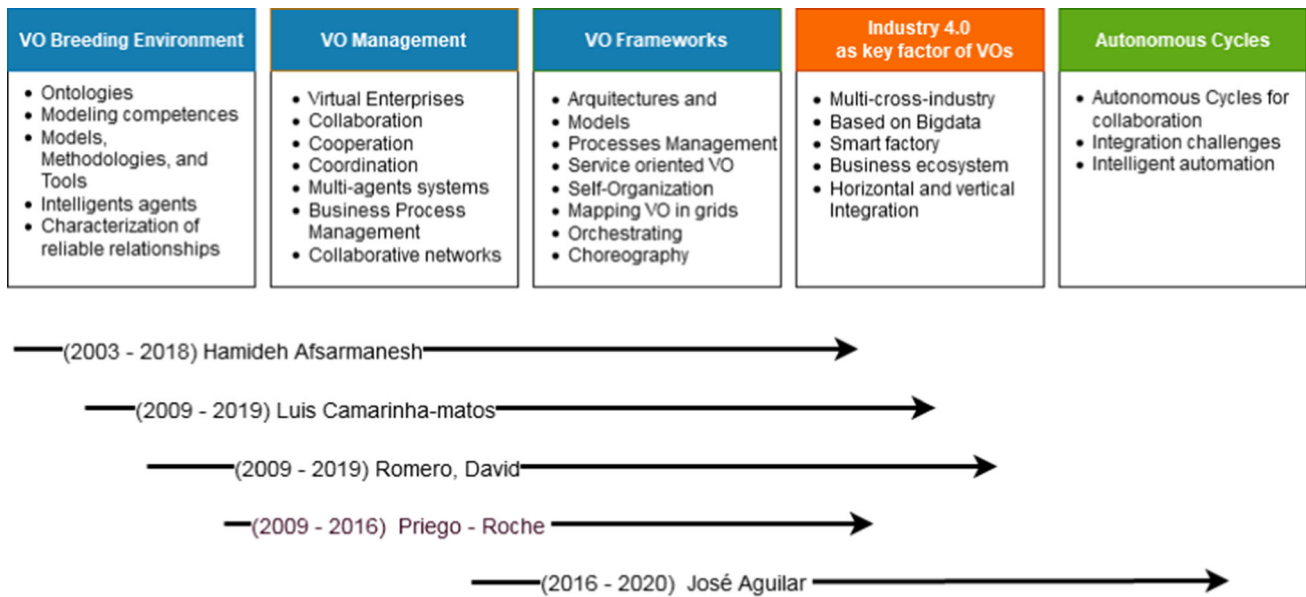 VO Breeding Environment
• Ontologies
• Modeling competences
• Models,
Methodologies, and
Tools
• Intelligents agents
• Characterization of
reliable relationships
VO Management
• Virtual Enterprises
• Collaboration
• Cooperation
• Coordination
• Multi-agents systems
• Business Process
Management
• Collaborative networks
VO Frameworks
• Arquitectures and
• Models
• Processes Management
• Service oriented VO
• Self-Organization
• Mapping VO in grids
• Orchestrating
• Choreography
Industry 4.0
as key factor of VOs
• Multi-cross-industry
• Based on Bigdata
• Smart factory
• Business ecosystem
• Horizontal and vertical
Integration
Autonomous Cycles
• Autonomous Cycles for
collaboration
• Integration challenges
• Intelligent automation
(2003 - 2018) Hamideh Afsarmanesh
(2009 - 2019) Luis Camarinha-matos
(2009 - 2019) Romero, David
(2009 - 2016) Priego - Roche
(2016 - 2020) José Aguilar